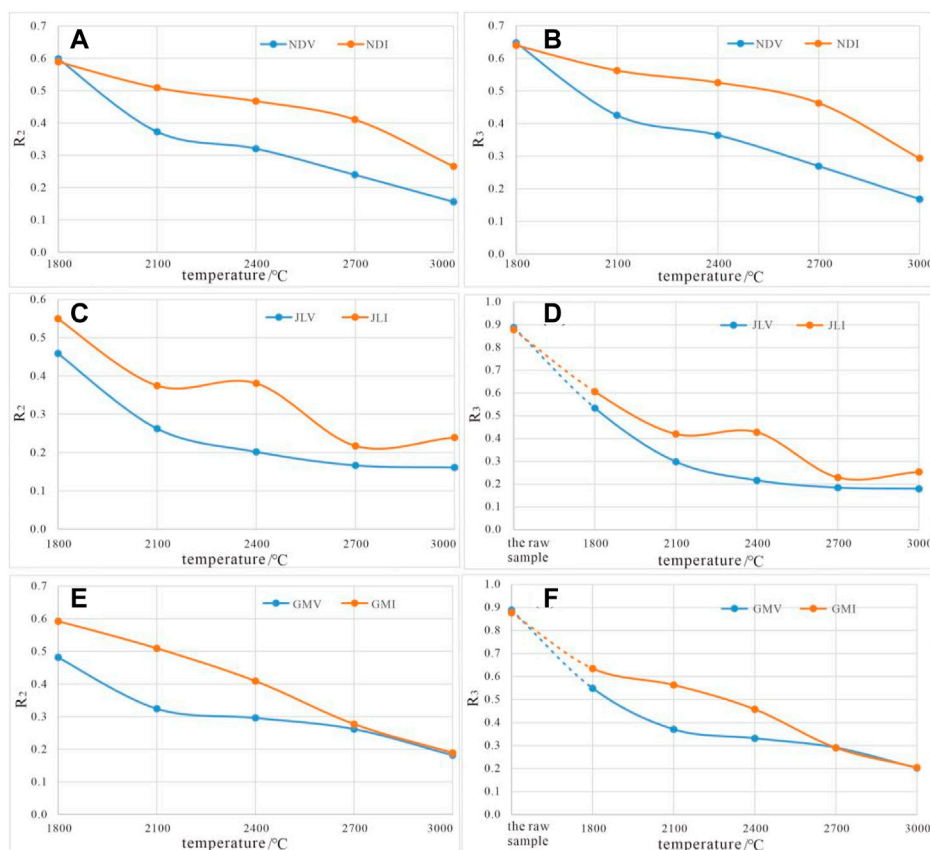 A
NDV NDI
0.7
0.6
0.5
0.4
0.3
0.2
0.1
0.0
R2
1800 2100 2400 2700 3000
temperature/°C
B
NDV NDI
0.7
0.6
0.5
0.4
0.3
0.2
0.1
0.0
R3
1800 2100 2400 2700 3000
temperature/°C
C
JLV JLI
0.6
0.5
0.4
0.3
0.2
0.1
0.0
R2
1800 2100 2400 2700 3000
temperature/°C
D
JLV JLI
1.0
0.9
0.8
0.7
0.6
0.5
0.4
0.3
0.2
0.1
0.0
R3
the raw
sample
1800 2100 2400 2700 3000
temperature/°C
E
GMV GMI
0.7
0.6
0.5
0.4
0.3
0.2
0.1
0.0
R2
1800 2100 2400 2700 3000
temperature/°C
F
GMV GMI
1.0
0.9
0.8
0.7
0.6
0.5
0.4
0.3
0.2
0.1
0.0
R3
the raw
sample
1800 2100 2400 2700 3000
temperature/°C